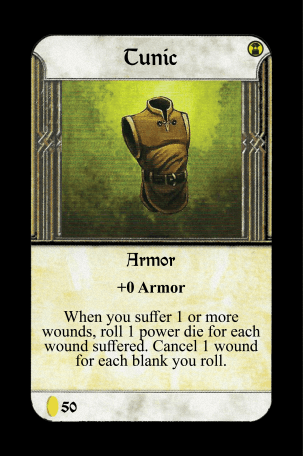 Tunic
Armor
+0 Armor
When you suffer 1 or more
wounds, roll 1 power die for each
wound suffered. Cancel 1 wound
for each blank you roll.
50